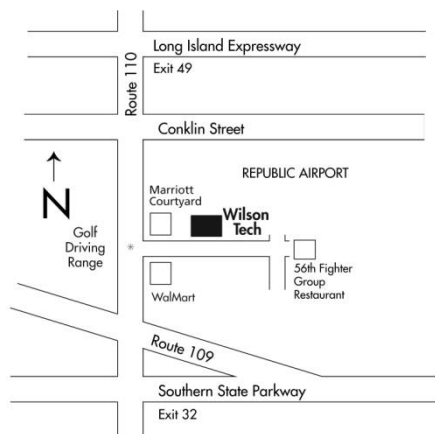 Long Island Expressway
Exit 49
Route 110
Conklin Street
REPUBLIC AIRPORT
N
Marriott
Courtyard
Wilson
Tech
Golf
Driving
Range
*
56th Fighter
Group
Restaurant
WalMart
Route 109
Southern State Parkway
Exit 32